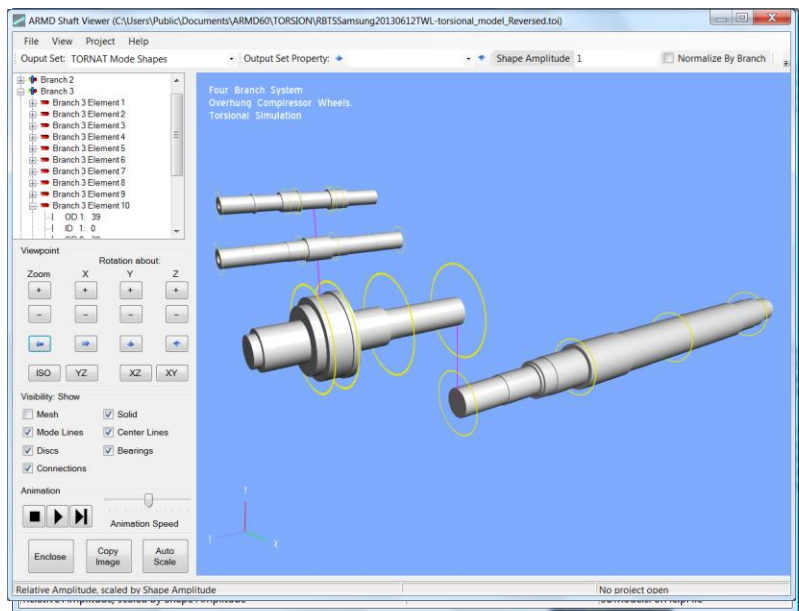 ARMD Shaft Viewer (C:\Users\Public\Documents\ARMD60\TORSION\RBTSSamsung20130612TWL-torsional_model_Reversed.toi)
File View Project Help
Ouput Set: TORNAT Mode Shapes Output Set Property: Shape Amplitude 1 Normalize By Branch
Branch 2
Branch 3
Branch 3 Element 1
Branch 3 Element 2
Branch 3 Element 3
Branch 3 Element 4
Branch 3 Element 5
Branch 3 Element 6
Branch 3 Element 7
Branch 3 Element 8
Branch 3 Element 9
Branch 3 Element 10
OD 1: 39
ID 1: 0
Four Branch System
Overhung Compiressor Wheels.
Torsional Simulation
Viewpoint
Rotation about:
Zoom X Y Z
+ + + +
- - - -
ISO YZ XZ XY
Visibility: Show
Mesh Solid
Mode Lines Center Lines
Discs Bearings
Connections
Animation
Animation Speed
Enclose Copy Image Auto Scale
Y
X
Relative Amplitude, scaled by Shape Amplitude No project open